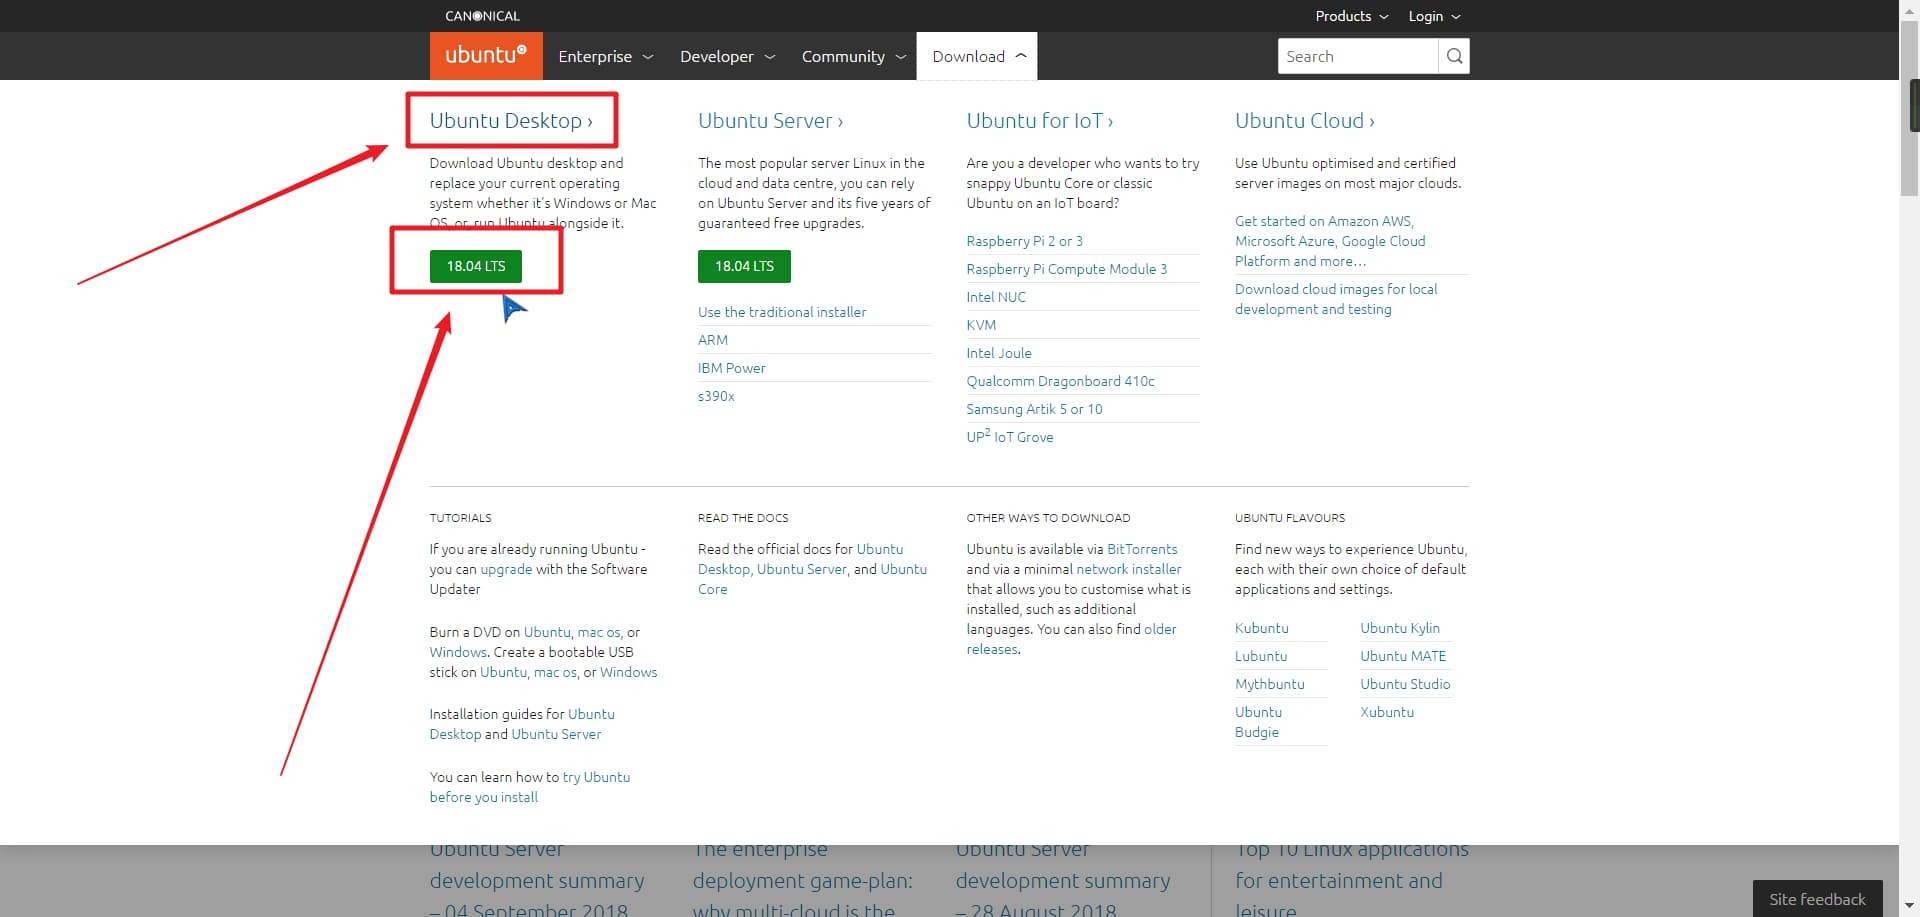 CANONICAL
Products
Login
ubuntu
Enterprise
Developer
Community
Download
Search
Ubuntu Desktop ›
Download Ubuntu desktop and
replace your current operating
system whether it's Windows or Mac
OS, or, run Ubuntu alongside it.
18.04 LTS
Ubuntu Server ›
The most popular server Linux in the
cloud and data centre, you can rely
on Ubuntu Server and its five years of
guaranteed free upgrades.
18.04 LTS
Use the traditional installer
ARM
IBM Power
s390x
Ubuntu for IoT ›
Are you a developer who wants to try
snappy Ubuntu Core or classic
Ubuntu on an IoT board?
Raspberry Pi 2 or 3
Raspberry Pi Compute Module 3
Intel NUC
KVM
Intel Joule
Qualcomm Dragonboard 410c
Samsung Artik 5 or 10
UP² IoT Grove
Ubuntu Cloud ›
Use Ubuntu optimised and certified
server images on most major clouds.
Get started on Amazon AWS,
Microsoft Azure, Google Cloud
Platform and more…
Download cloud images for local
development and testing
TUTORIALS
If you are already running Ubuntu -
you can upgrade with the Software
Updater
Burn a DVD on Ubuntu, mac os, or
Windows. Create a bootable USB
stick on Ubuntu, mac os, or Windows
Installation guides for Ubuntu
Desktop and Ubuntu Server
You can learn how to try Ubuntu
before you install
READ THE DOCS
Read the official docs for Ubuntu
Desktop, Ubuntu Server, and Ubuntu
Core
OTHER WAYS TO DOWNLOAD
Ubuntu is available via BitTorrents
and via a minimal network installer
that allows you to customise what is
installed, such as additional
languages. You can also find older
releases.
UBUNTU FLAVOURS
Find new ways to experience Ubuntu,
each with their own choice of default
applications and settings.
Kubuntu
Lubuntu
Mythbuntu
Ubuntu
Budgie
Ubuntu Kylin
Ubuntu MATE
Ubuntu Studio
Xubuntu
Ubuntu Server
development summary
– 04 September 2018
The enterprise
deployment game-plan:
why multi-cloud is the
Ubuntu Server
development summary
– 28 August 2018
Top 10 Linux applications
for entertainment and
leisure
Site feedback